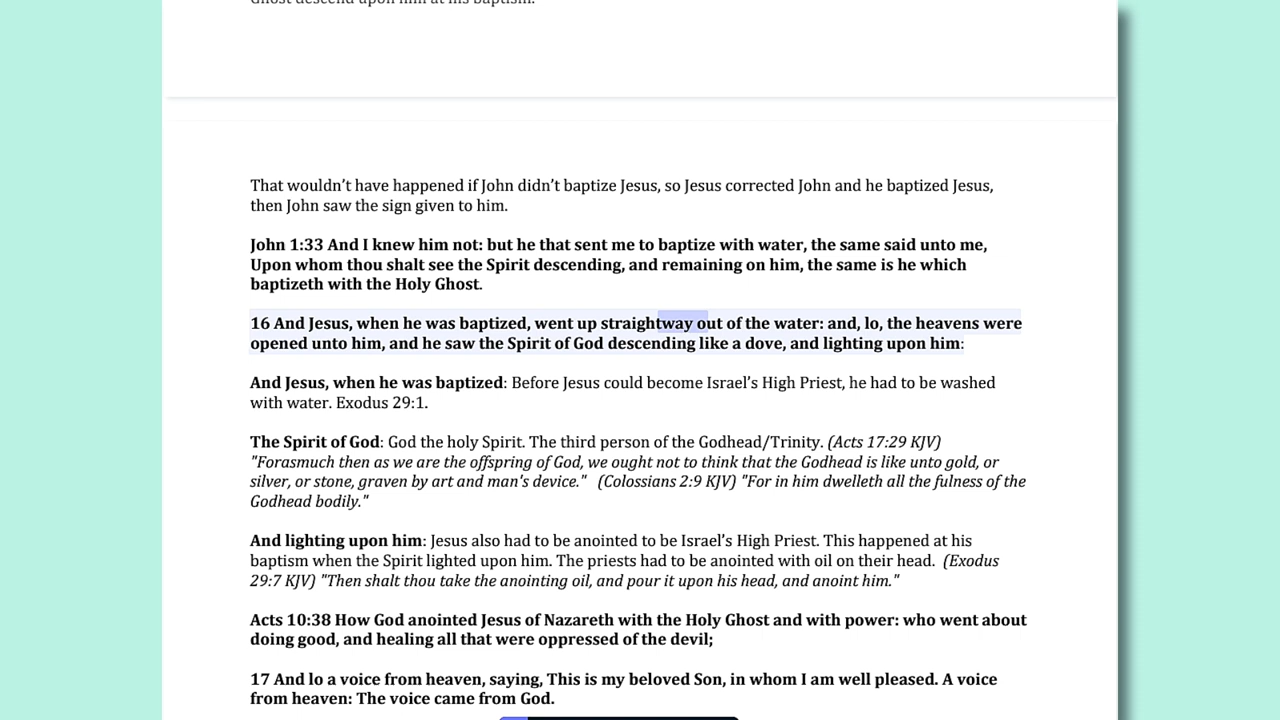 Ghost descend upon him at his baptism.
That wouldn’t have happened if John didn’t baptize Jesus, so Jesus corrected John and he baptized Jesus,
then John saw the sign given to him.
John 1:33 And I knew him not: but he that sent me to baptize with water, the same said unto me,
Upon whom thou shalt see the Spirit descending, and remaining on him, the same is he which
baptizeth with the Holy Ghost.
16 And Jesus, when he was baptized, went up straightway out of the water: and, lo, the heavens were
opened unto him, and he saw the Spirit of God descending like a dove, and lighting upon him:
And Jesus, when he was baptized: Before Jesus could become Israel’s High Priest, he had to be washed
with water. Exodus 29:1.
The Spirit of God: God the holy Spirit. The third person of the Godhead/Trinity. (Acts 17:29 KJV)
"Forasmuch then as we are the offspring of God, we ought not to think that the Godhead is like unto gold, or
silver, or stone, graven by art and man's device." (Colossians 2:9 KJV) "For in him dwelleth all the fulness of the
Godhead bodily."
And lighting upon him: Jesus also had to be anointed to be Israel’s High Priest. This happened at his
baptism when the Spirit lighted upon him. The priests had to be anointed with oil on their head. (Exodus
29:7 KJV) "Then shalt thou take the anointing oil, and pour it upon his head, and anoint him."
Acts 10:38 How God anointed Jesus of Nazareth with the Holy Ghost and with power: who went about
doing good, and healing all that were oppressed of the devil;
17 And lo a voice from heaven, saying, This is my beloved Son, in whom I am well pleased. A voice
from heaven: The voice came from God.